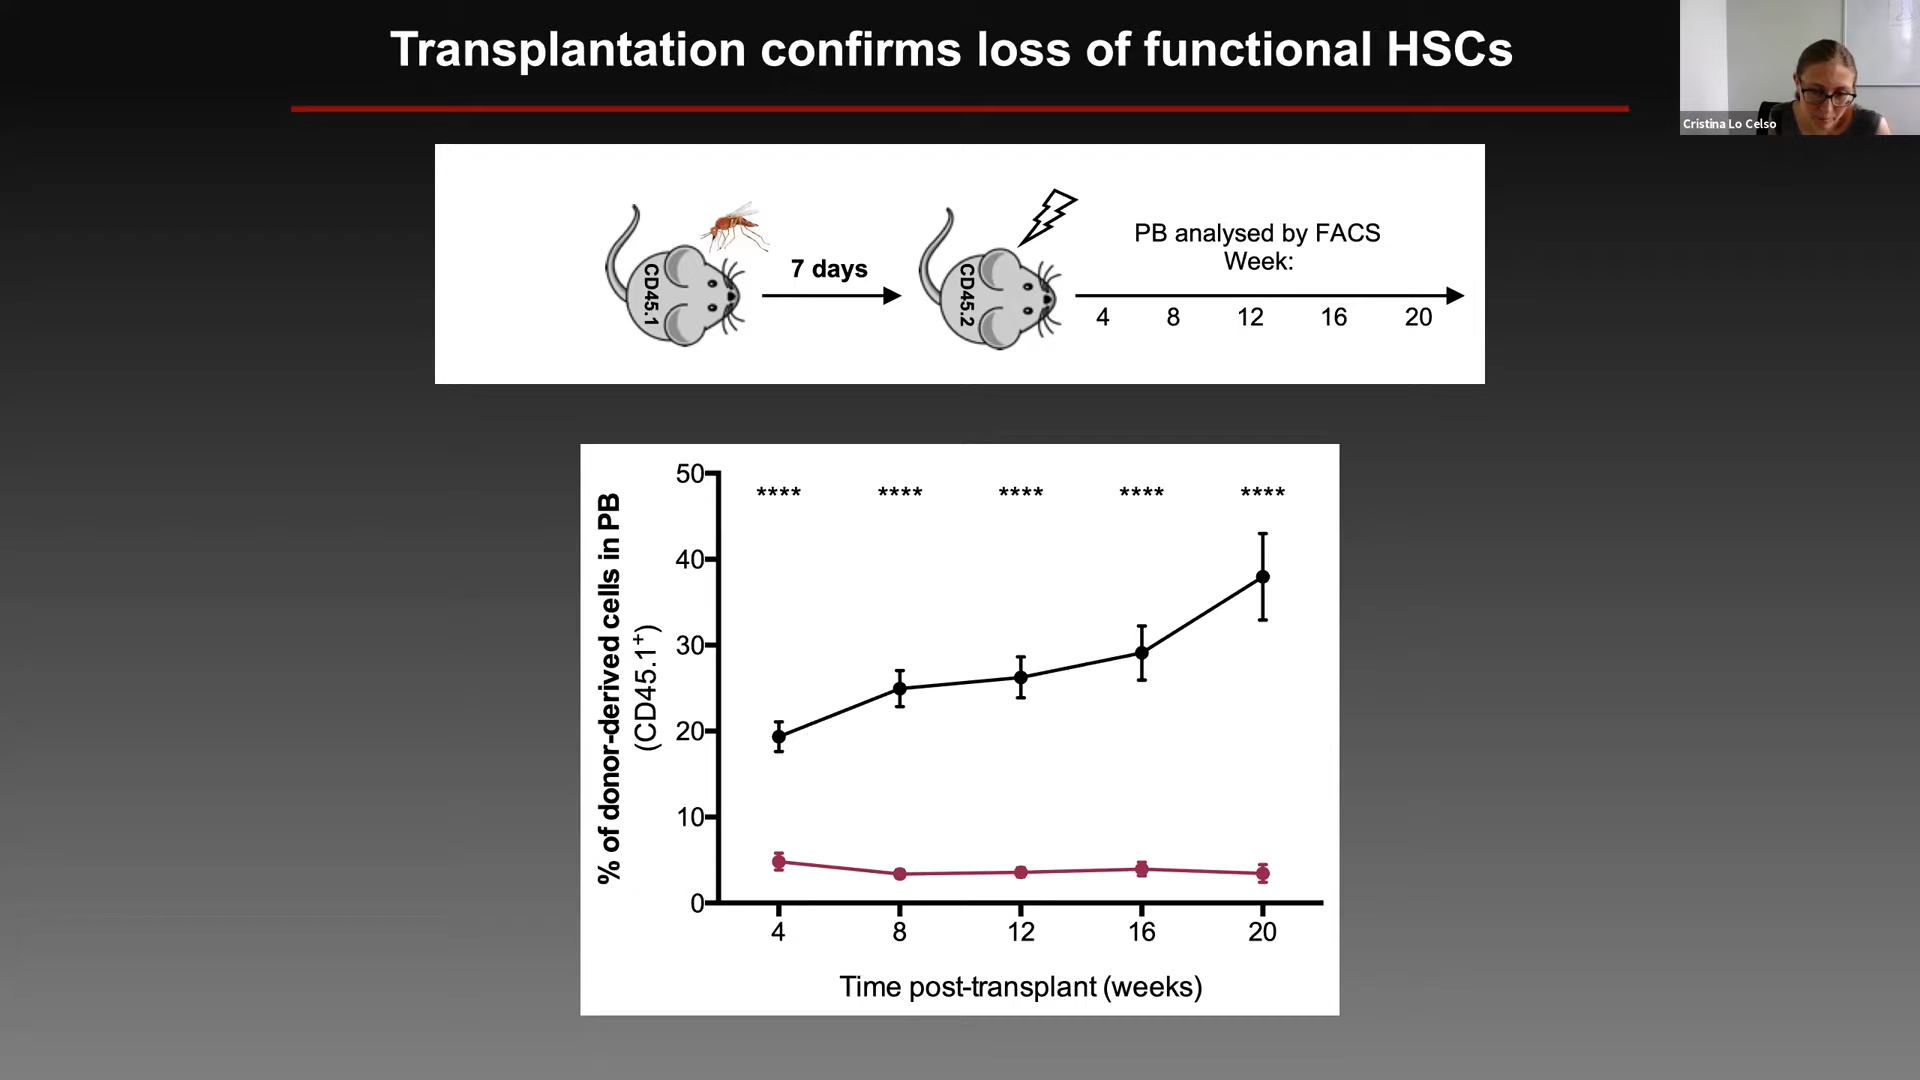 Transplantation confirms loss of functional HSCs
Cristina Lo Celso
CD45.1
7 days
CD45.2
PB analysed by FACS
Week:
4 8 12 16 20
% of donor-derived cells in PB
(CD45.1+)
50
40
30
20
10
0
**** **** **** **** ****
4 8 12 16 20
Time post-transplant (weeks)